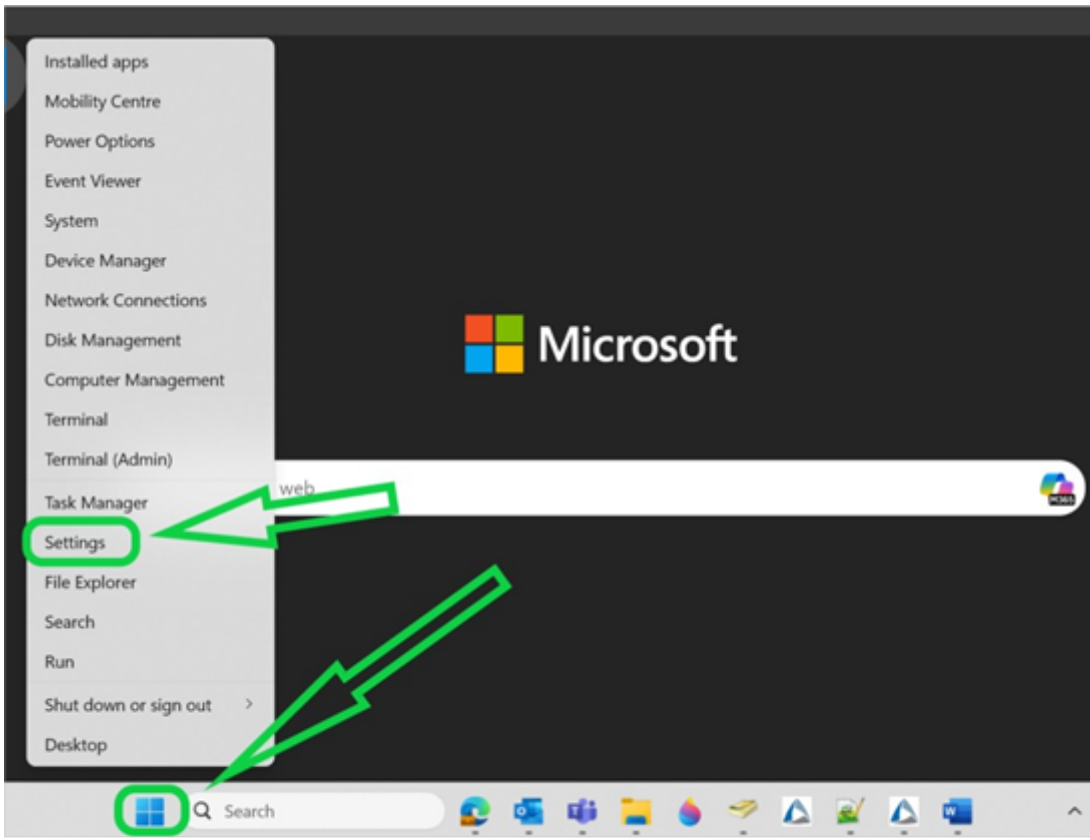 Installed apps
Mobility Centre
Power Options
Event Viewer
System
Device Manager
Network Connections
Disk Management
Computer Management
Terminal
Terminal (Admin)
Task Manager
Settings
File Explorer
Search
Run
Shut down or sign out
Desktop
Microsoft
web
M365
Search